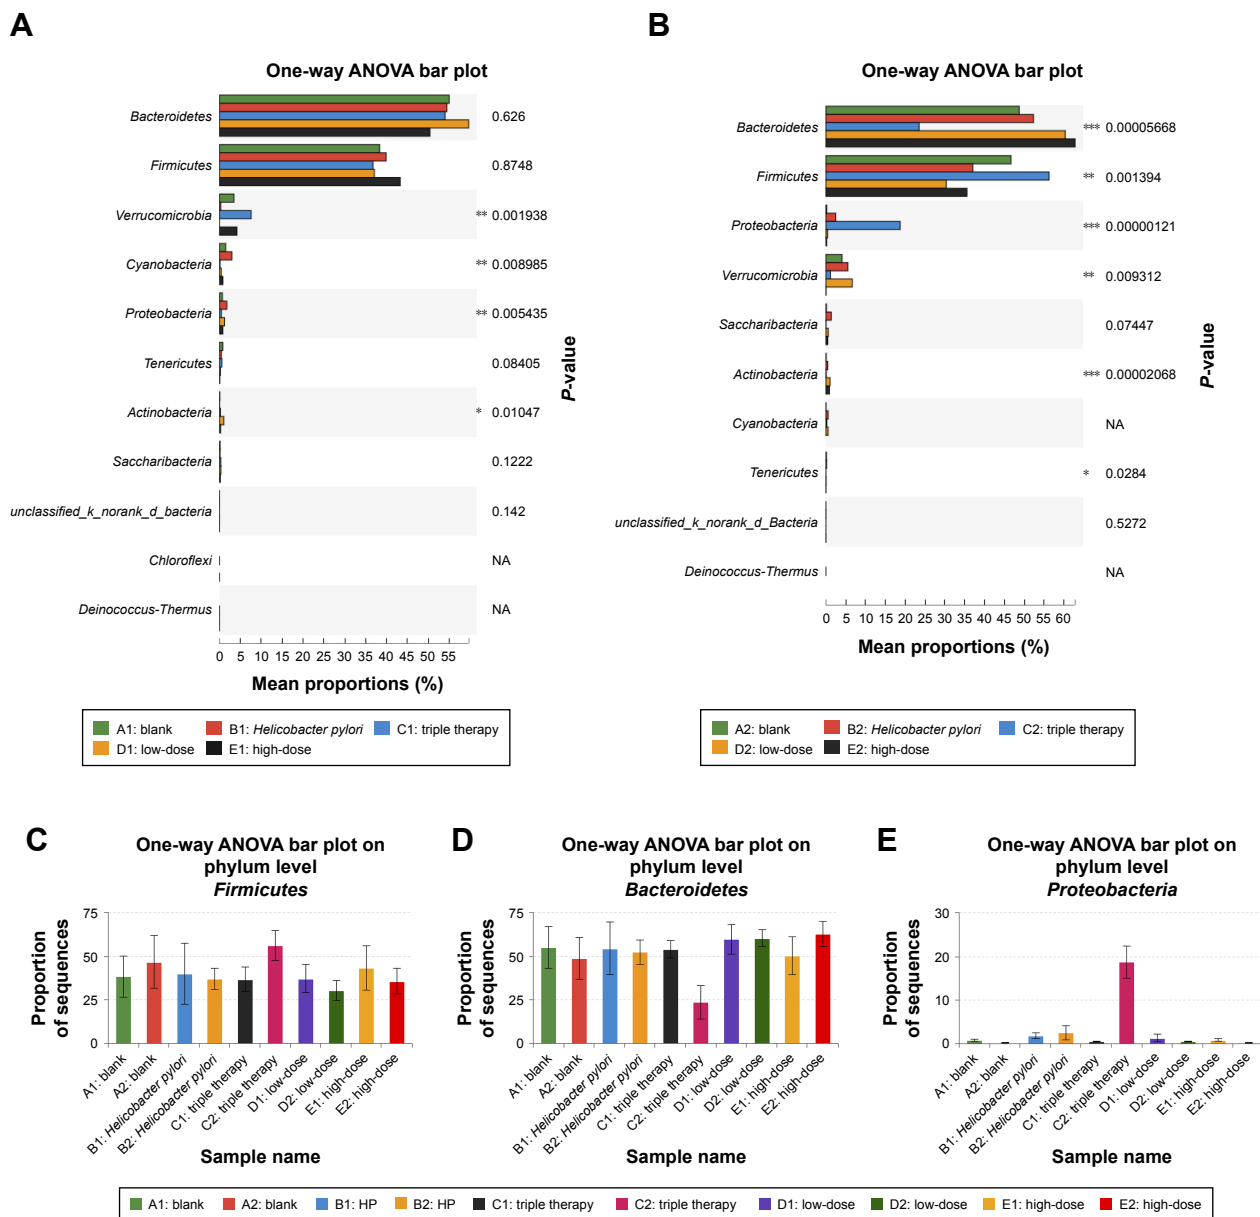 A
One-way ANOVA bar plot
Bacteroidetes
0.626
Firmicutes
0.8748
Verrucomicrobia
** 0.001938
Cyanobacteria
** 0.008985
Proteobacteria
** 0.005435
Tenericutes
0.08405
Actinobacteria
* 0.01047
Saccharibacteria
0.1222
unclassified_k_norank_d_bacteria
0.142
Chloroflexi
NA
Deinococcus-Thermus
NA
P-value
0 5 10 15 20 25 30 35 40 45 50 55
Mean proportions (%)
A1: blank B1: Helicobacter pylori C1: triple therapy
D1: low-dose E1: high-dose
B
One-way ANOVA bar plot
Bacteroidetes
*** 0.00005668
Firmicutes
** 0.001394
Proteobacteria
*** 0.00000121
Verrucomicrobia
** 0.009312
Saccharibacteria
0.07447
Actinobacteria
*** 0.00002068
Cyanobacteria
NA
Tenericutes
* 0.0284
unclassified_k_norank_d_Bacteria
0.5272
Deinococcus-Thermus
NA
P-value
0 5 10 15 20 25 30 35 40 45 50 55 60
Mean proportions (%)
A2: blank B2: Helicobacter pylori C2: triple therapy
D2: low-dose E2: high-dose
C
One-way ANOVA bar plot on
phylum level
Firmicutes
Proportion
of sequences
75
50
25
0
A1: blank
A2: blank
B1: Helicobacter pylori
B2: Helicobacter pylori
C1: triple therapy
C2: triple therapy
D1: low-dose
D2: low-dose
E1: high-dose
E2: high-dose
Sample name
D
One-way ANOVA bar plot on
phylum level
Bacteroidetes
Proportion
of sequences
75
50
25
0
A1: blank
A2: blank
B1: Helicobacter pylori
B2: Helicobacter pylori
C1: triple therapy
C2: triple therapy
D1: low-dose
D2: low-dose
E1: high-dose
E2: high-dose
Sample name
E
One-way ANOVA bar plot on
phylum level
Proteobacteria
Proportion
of sequences
30
20
10
0
A1: blank
A2: blank
B1: Helicobacter pylori
B2: Helicobacter pylori
C1: triple therapy
C2: triple therapy
D1: low-dose
D2: low-dose
E1: high-dose
E2: high-dose
Sample name
A1: blank A2: blank B1: HP B2: HP C1: triple therapy C2: triple therapy D1: low-dose D2: low-dose E1: high-dose E2: high-dose